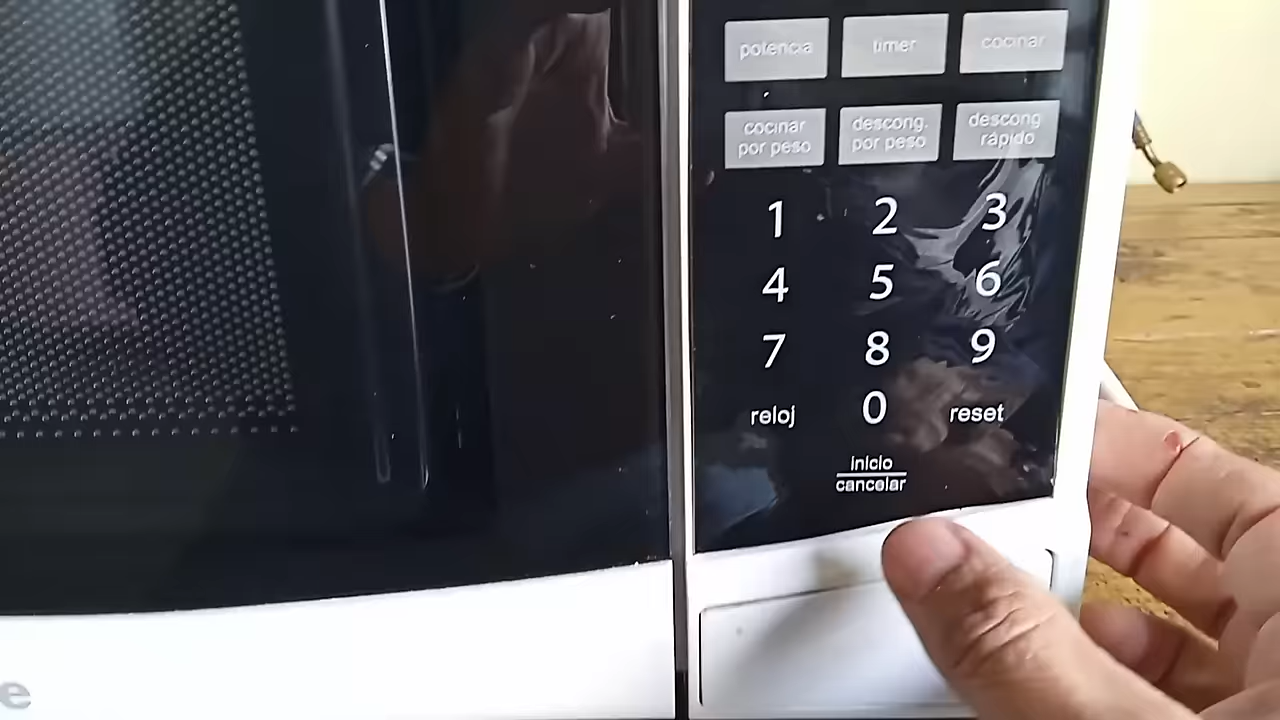 potencia timer cocinar
cocinar
por peso
descong.
por peso
descong
rápido
1 2 3
4 5 6
7 8 9
reloj 0 reset
inicio
cancelar
e